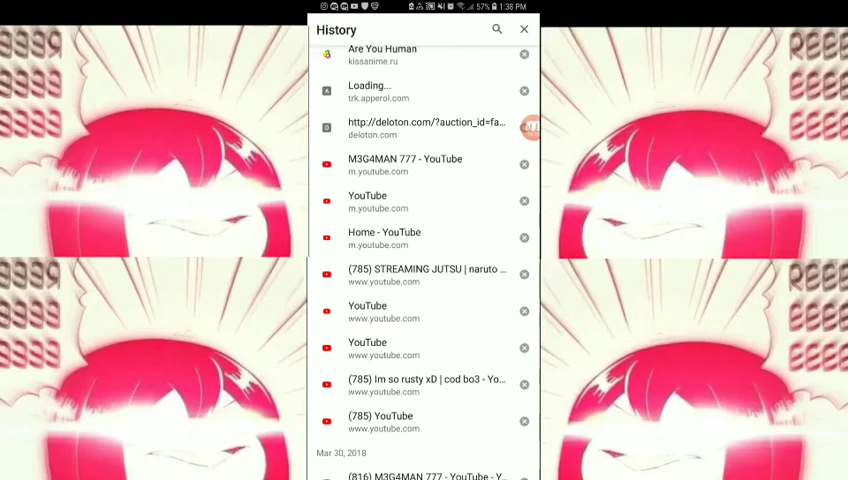 57% 1:38 PM
History
Are You Human
kissanime.ru
A
Loading...
trk.apperol.com
D
http://deloton.com/?auction_id=fa...
deloton.com
M3G4MAN 777 - YouTube
m.youtube.com
YouTube
m.youtube.com
Home - YouTube
m.youtube.com
(785) STREAMING JUTSU | naruto ...
www.youtube.com
YouTube
www.youtube.com
YouTube
www.youtube.com
(785) Im so rusty xD | cod bo3 - Yo...
www.youtube.com
(785) YouTube
www.youtube.com
Mar 30, 2018
(816) M3G4MAN 777 - YouTube - Y...